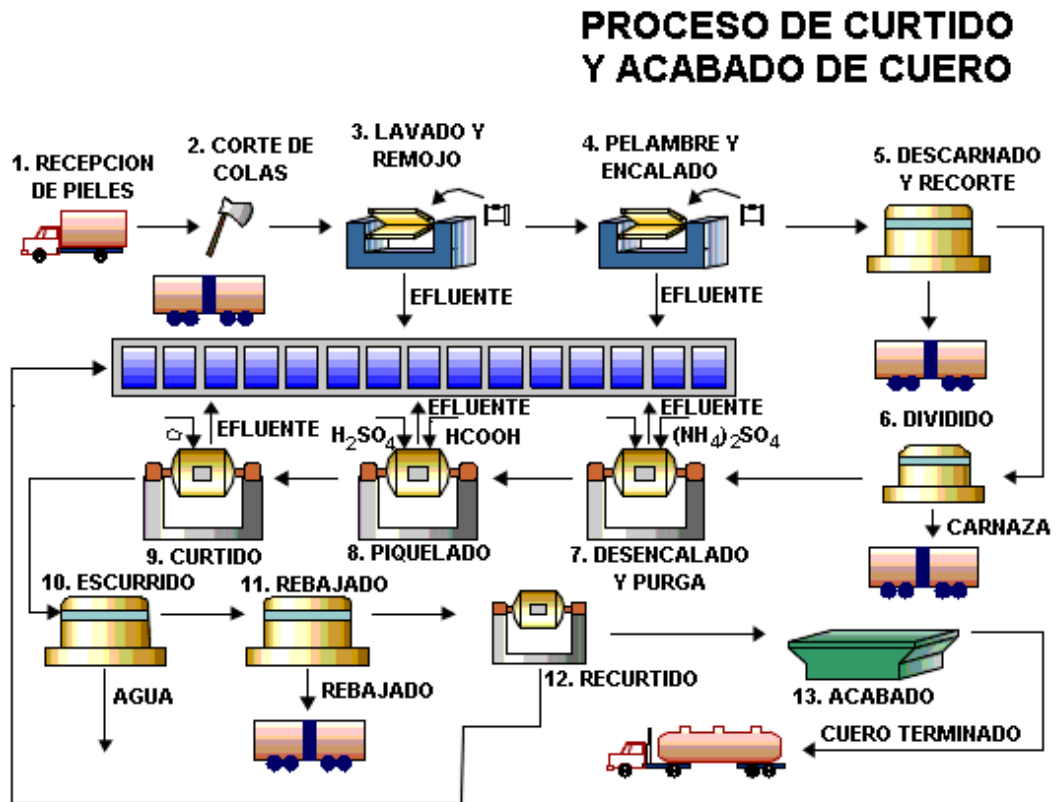 PROCESO DE CURTIDO
Y ACABADO DE CUERO
1. RECEPCION
DE PIELES
2. CORTE DE
COLAS
3. LAVADO Y
REMOJO
4. PELAMBRE Y
ENCALADO
5. DESCARNADO
Y RECORTE
EFLUENTE
EFLUENTE
6. DIVIDIDO
EFLUENTE
H₂SO₄
EFLUENTE
HCOOH
EFLUENTE
(NH₄)₂SO₄
CARNAZA
9. CURTIDO
8. PIQUELADO
7. DESENCALADO
Y PURGA
10. ESCURRIDO
11. REBAJADO
AGUA
REBAJADO
12. RECURTIDO
13. ACABADO
CUERO TERMINADO